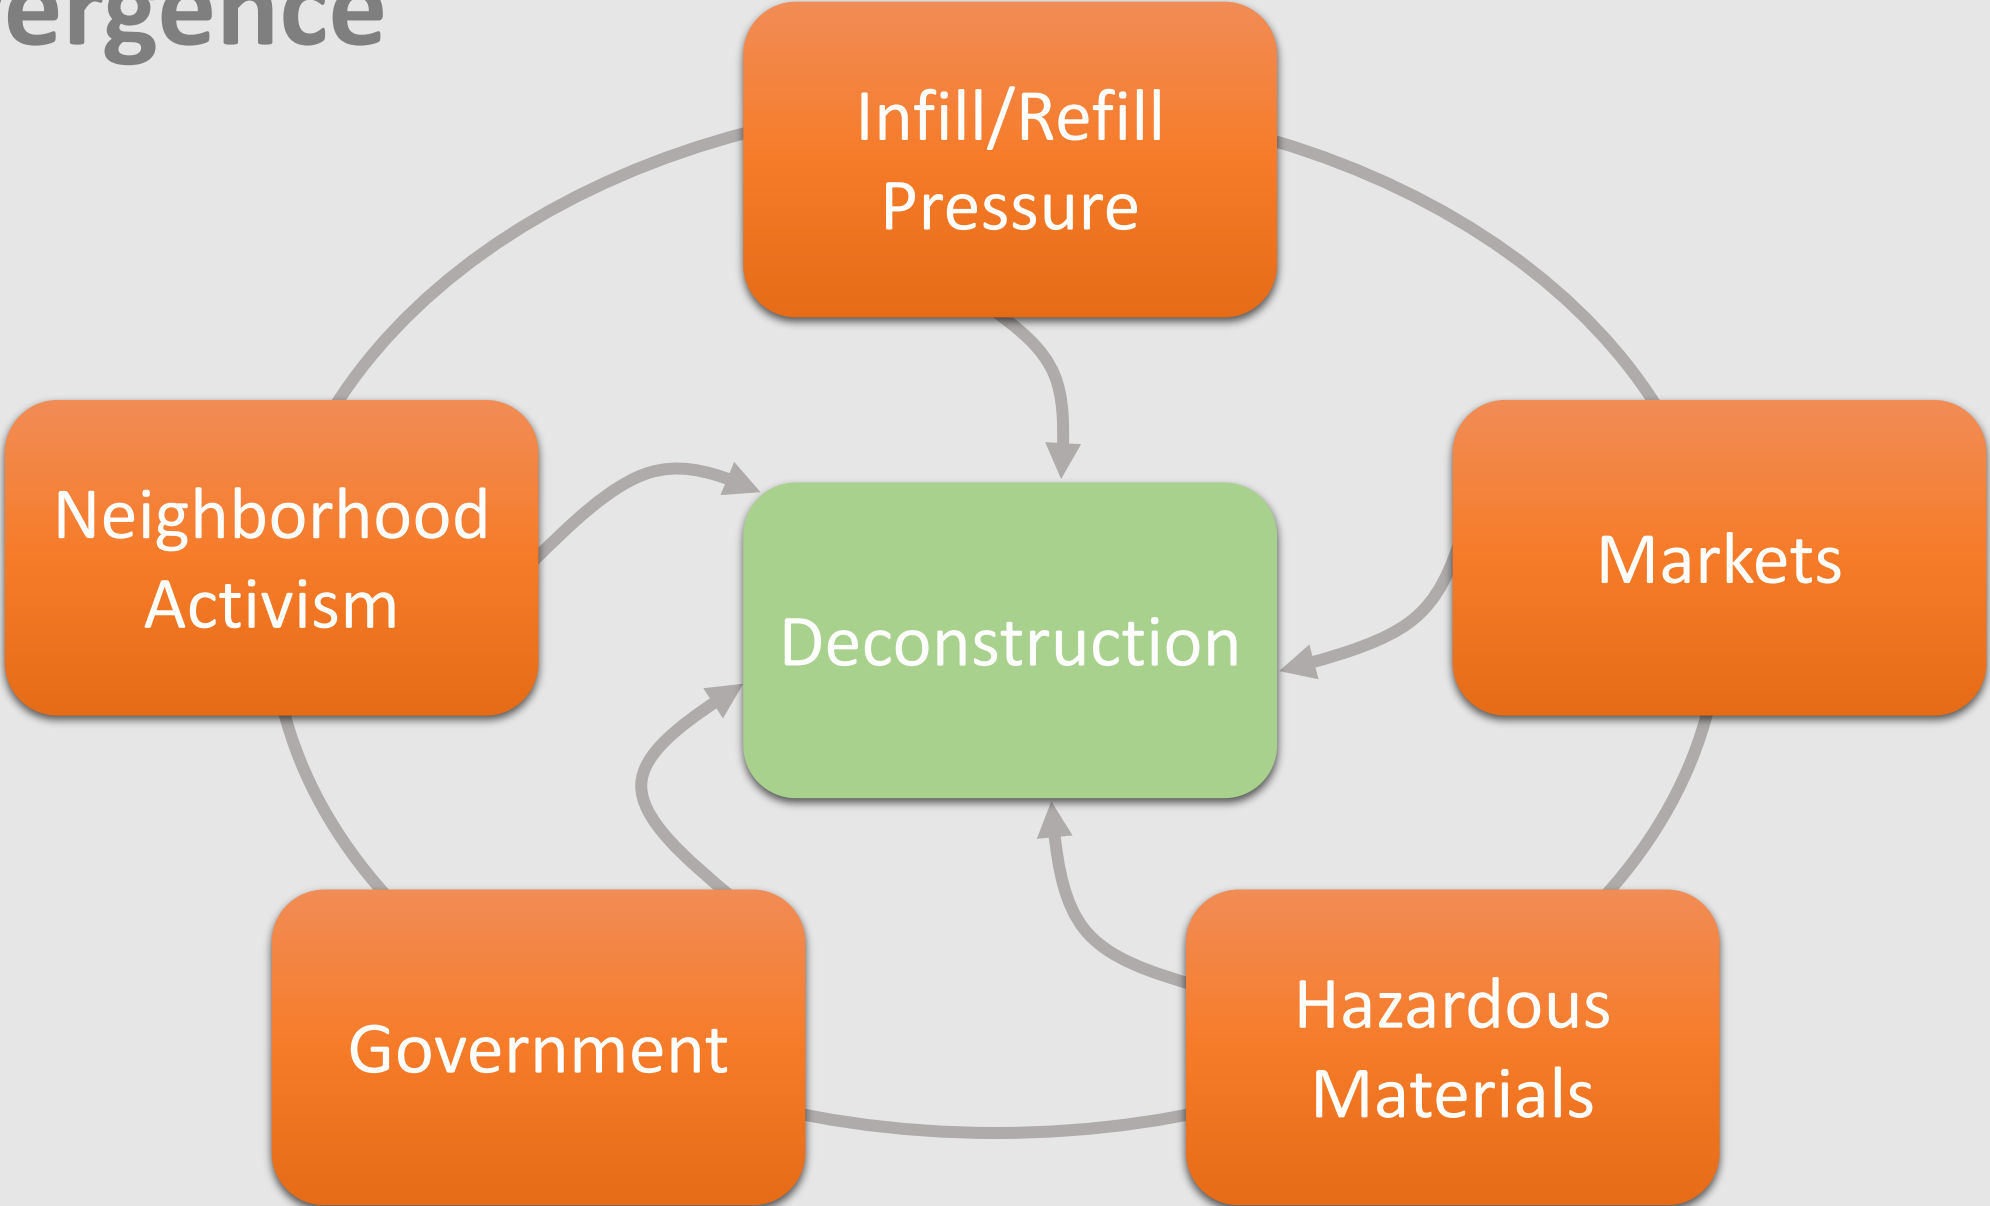 ergence
Infill/Refill
Pressure
Neighborhood
Activism
Markets
Deconstruction
Government
Hazardous
Materials